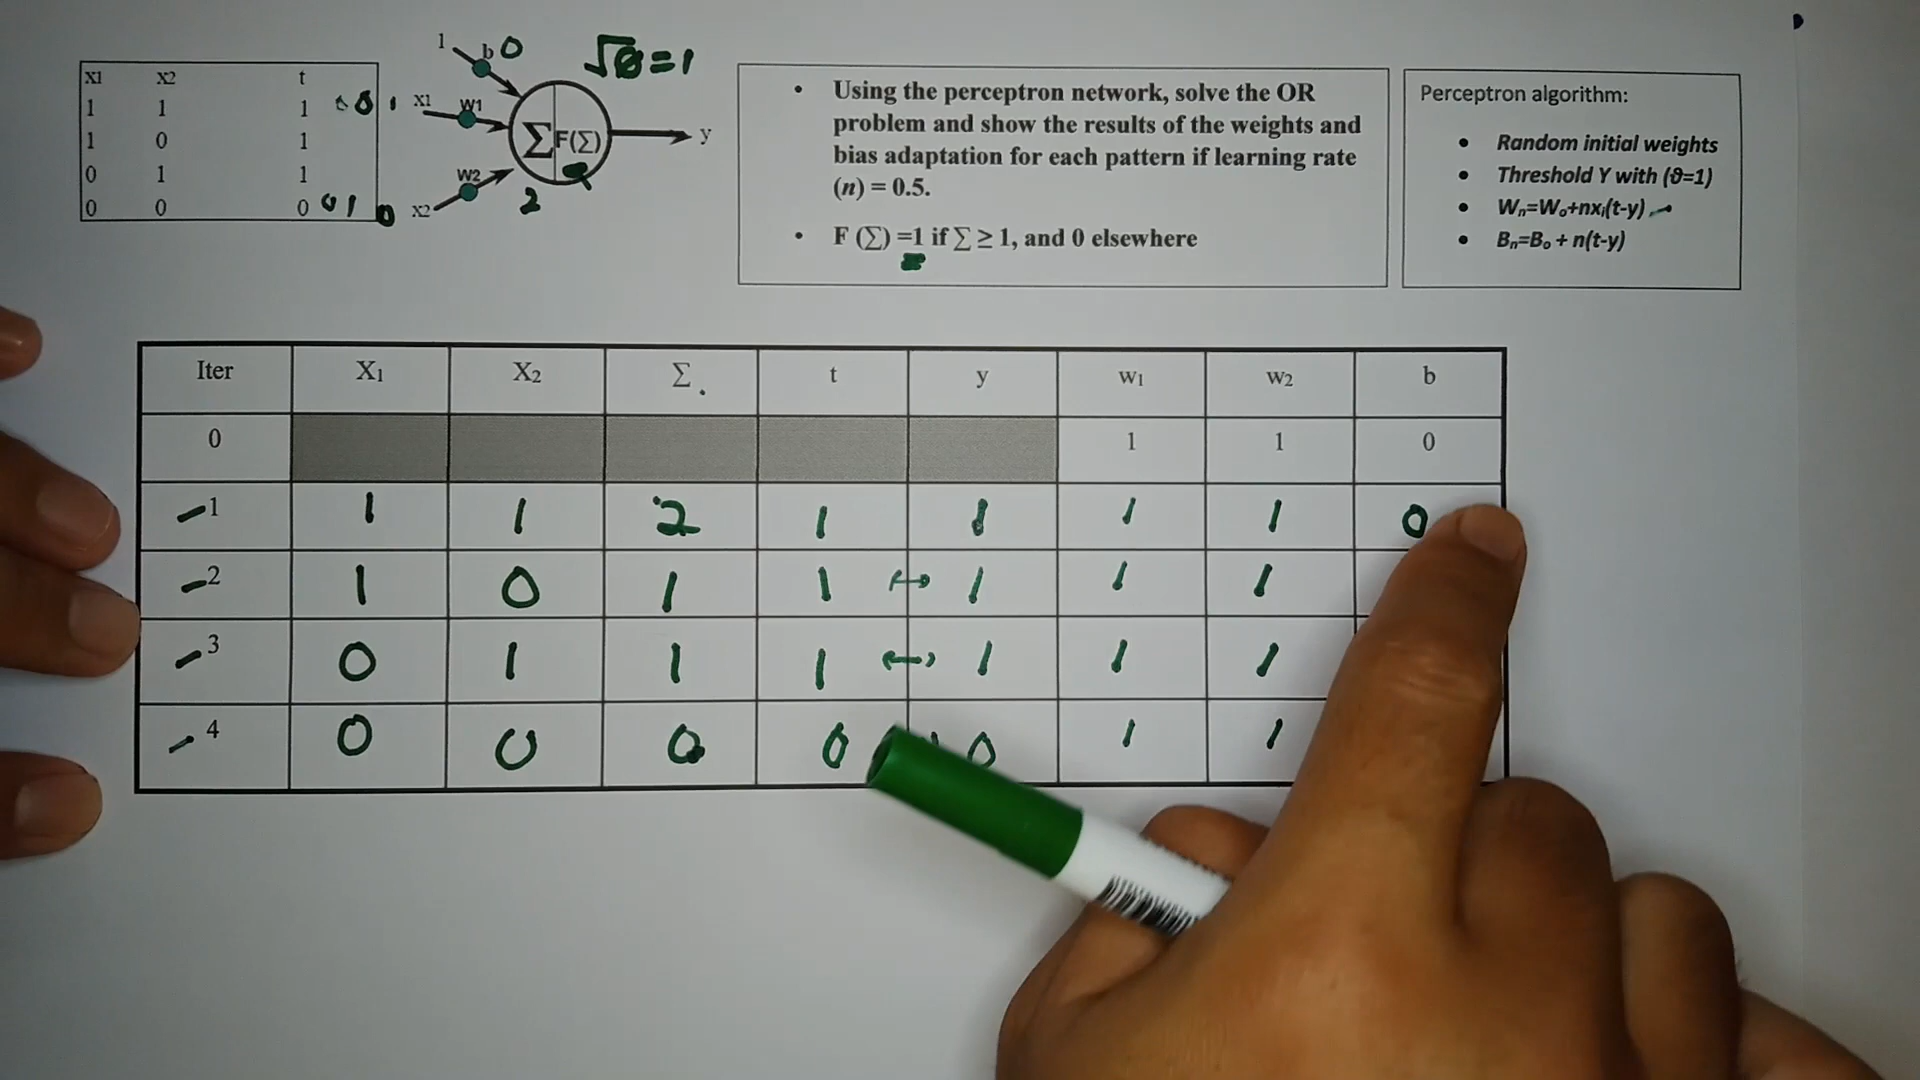 X1 X2 t
1 1 1
1 0 1
0 1 1
0 0 0 0 1 0
1 b 0
X1 W1
W2
X2
∑ F(∑)
y
2
=1
• Using the perceptron network, solve the OR
problem and show the results of the weights and
bias adaptation for each pattern if learning rate
(n) = 0.5.
• F (∑) =1 if ∑ ≥ 1, and 0 elsewhere
Perceptron algorithm:
• Random initial weights
• Threshold Y with (ϑ=1)
• Wn=Wo+nxi(t-y)
• Bn=Bo + n(t-y)
Iter X1 X2 ∑ t y W1 W2 b
0 1 1 0
1 1 1 2 1 1 1 1 0
2 1 0 1 1 ↔ 1 1 1
3 0 1 1 1 ↔ 1 1 1
4 0 0 0 0 0 1 1